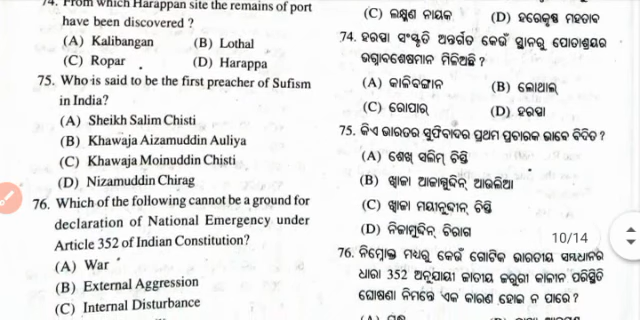 74. From which Harappan site the remains of port
have been discovered ?
(A) Kalibangan (B) Lothal
(C) Ropar (D) Harappa
75. Who is said to be the first preacher of Sufism
in India?
(A) Sheikh Salim Chisti
(B) Khawaja Aizamuddin Auliya
(C) Khawaja Moinuddin Chisti
(D) Nizamuddin Chirag
76. Which of the following cannot be a ground for
declaration of National Emergency under
Article 352 of Indian Constitution?
(A) War
(B) External Aggression
(C) Internal Disturbance
(C) ଲକ୍ଷ୍ମଣ ନାୟକ (D) ହରେକୃଷ୍ଣ ମହତାବ
74. ହରପ୍ପା ସଂସ୍କୃତି ଅନ୍ତର୍ଗତ କେଉଁ ସ୍ଥାନରୁ ପୋତାଶ୍ରୟର
ଭଗ୍ନାବଶେଷମାନ ମିଳିଅଛି ?
(A) କାଳିବଙ୍ଗାନ (B) ଲୋଥାଲ୍
(C) ରୋପାର୍ (D) ହରପ୍ପା
75. କିଏ ଭାରତର ସୁଫିବାଦର ପ୍ରଥମ ପ୍ରଚାରକ ଭାବେ ବିଦିତ ?
(A) ଶେଖ୍ ସଲିମ୍ ଚିସ୍ତି
(B) ଖ୍ୱାଜା ଆଜାମୁଦ୍ଦିନ୍ ଆଉଲିଆ
(C) ଖ୍ୱାଜା ମୟୀନୁଦ୍ଦୀନ୍ ଚିସ୍ତି
(D) ନିଜାମୁଦ୍ଦିନ୍ ଚିରାଗ
10/14
76. ନିମ୍ନୋକ୍ତ ମଧ୍ୟରୁ କେଉଁ ଗୋଟିକ ଭାରତୀୟ ସମ୍ବିଧାନର
ଧାରା 352 ଅନୁଯାୟୀ ଜାତୀୟ ଜରୁରୀ କାଳୀନ ପରିସ୍ଥିତି
ଘୋଷଣା ନିମନ୍ତେ ଏକ କାରଣ ହୋଇ ନ ପାରେ ?